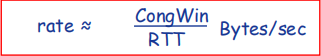 rate ≈ CongWin / RTT Bytes/sec